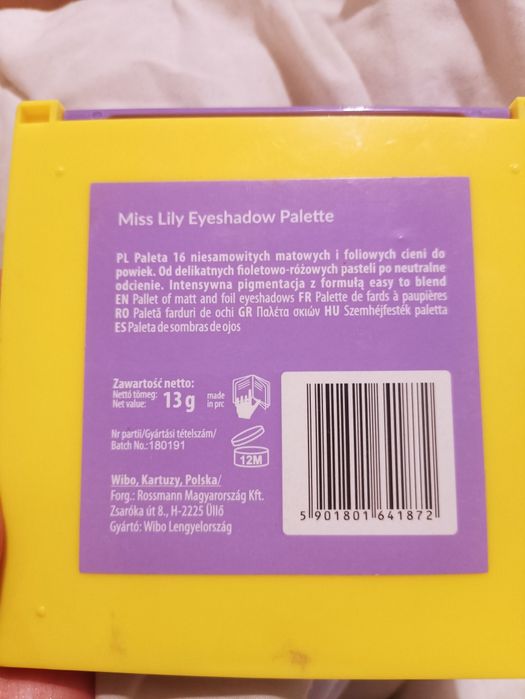 Miss Lily Eyeshadow Palette
PL Paleta 16 niesamowitych matowych i foliowych cieni do
powiek. Od delikatnych fioletowo-różowych pasteli po neutralne
odcienie. Intensywna pigmentacja z formułą easy to blend
EN Pallet of matt and foil eyeshadows FR Palette de fards à paupières
RO Paletă farduri de ochi GR Παλέτα σκιών HU Szemhéjfesték paletta
ES Paleta de sombras de ojos
Zawartość netto:
Nettó tömeg:
Net value: 13 g
made
in prc
Nr partii/Gyártási tételszám/
Batch No.:180191
12M
Wibo, Kartuzy, Polska/
Forg.: Rossmann Magyarország Kft.
Zsaróka út 8., H-2225 Üllő
Gyártó: Wibo Lengyelország
5 901801 641872